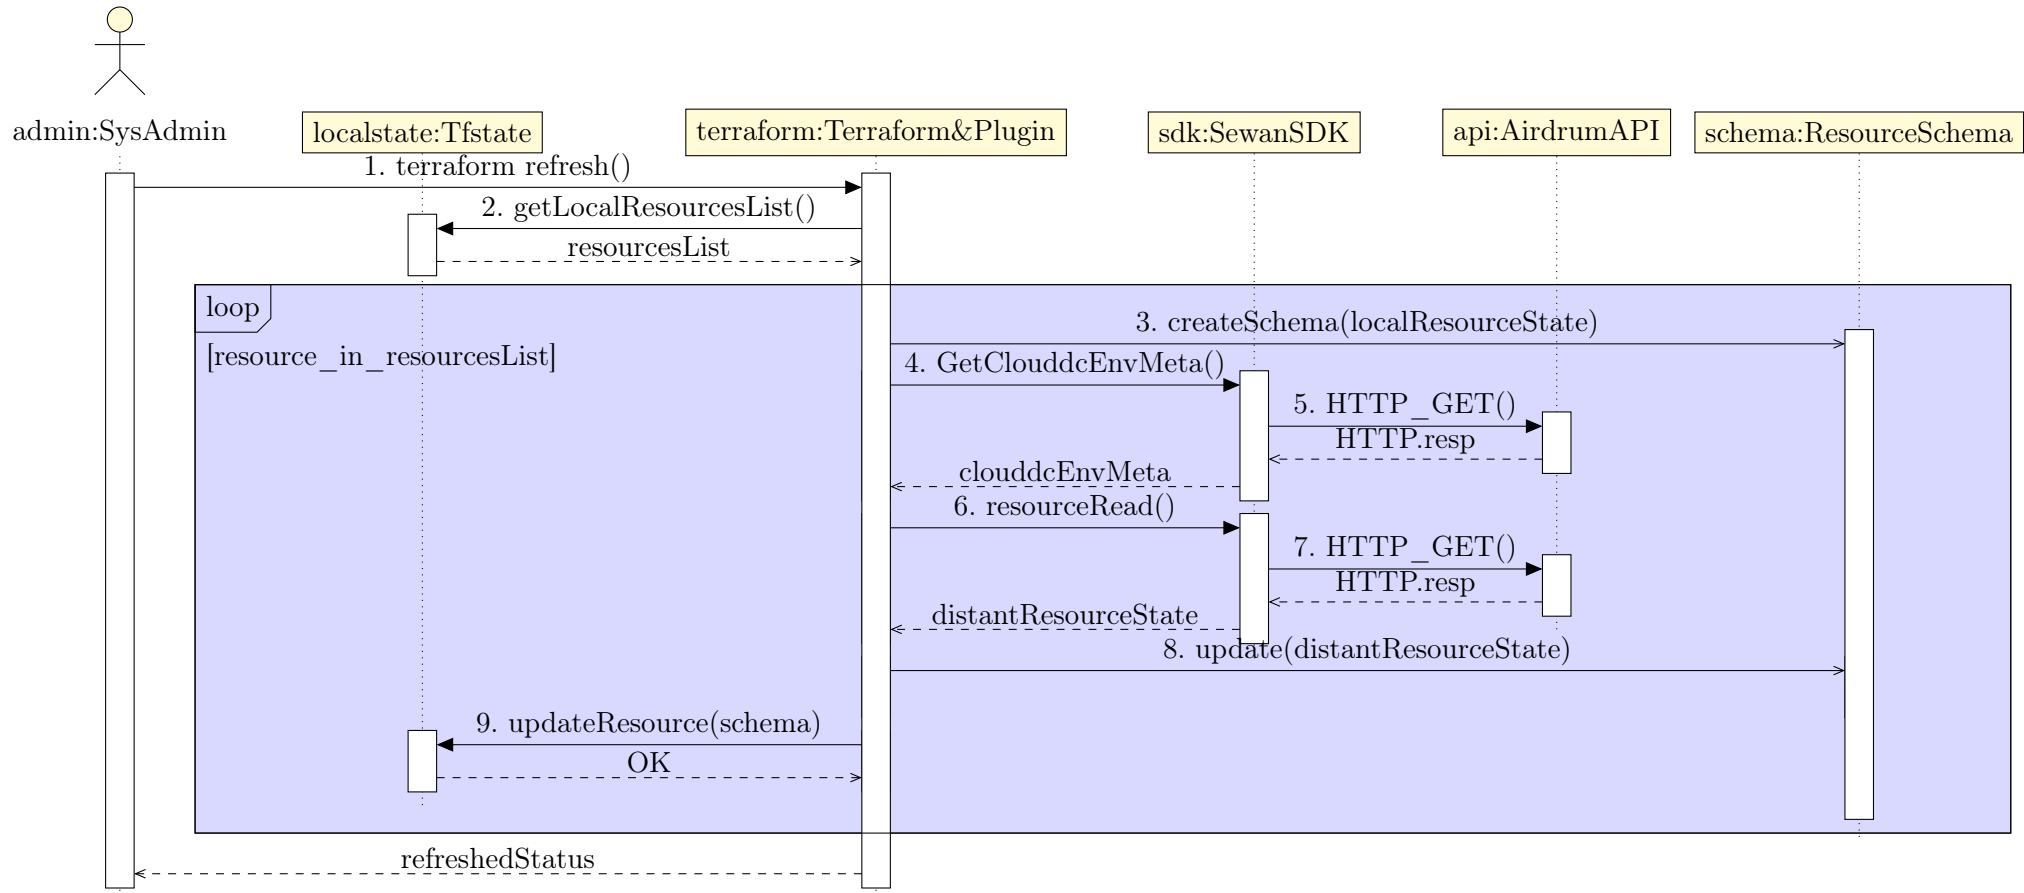 admin:SysAdmin
localstate:Tfstate
terraform:Terraform&Plugin
sdk:SewanSDK
api:AirdrumAPI
schema:ResourceSchema
1. terraform refresh()
2. getLocalResourcesList()
resourcesList
loop
3. createSchema(localResourceState)
[resource_in_resourcesList]
4. GetClouddcEnvMeta()
5. HTTP_GET()
HTTP.resp
clouddcEnvMeta
6. resourceRead()
7. HTTP_GET()
HTTP.resp
distantResourceState
8. update(distantResourceState)
9. updateResource(schema)
OK
refreshedStatus